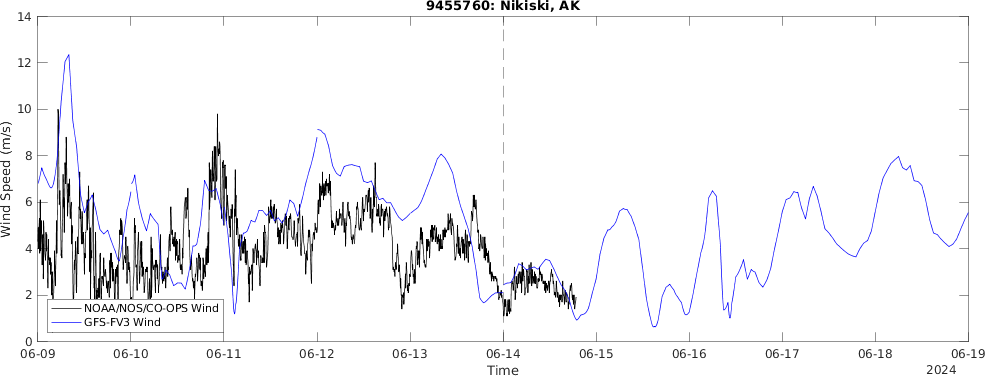 9455760: Nikiski, AK
Wind Speed (m/s)
14
12
10
8
6
4
2
0
NOAA/NOS/CO-OPS Wind
GFS-FV3 Wind
06-09 06-10 06-11 06-12 06-13 06-14 06-15 06-16 06-17 06-18 06-19
Time
2024